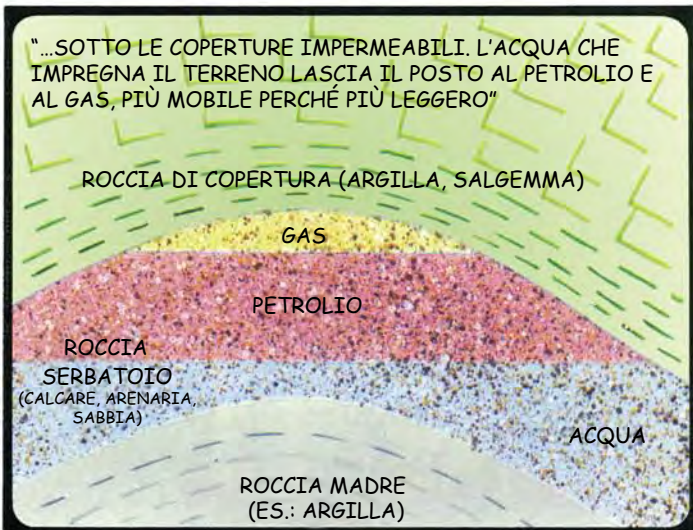 “...SOTTO LE COPERTURE IMPERMEABILI. L’ACQUA CHE
IMPREGNA IL TERRENO LASCIA IL POSTO AL PETROLIO E
AL GAS, PIÙ MOBILE PERCHÉ PIÙ LEGGERO”
ROCCIA DI COPERTURA (ARGILLA, SALGEMMA)
GAS
PETROLIO
ROCCIA
SERBATOIO
(CALCARE, ARENARIA,
SABBIA)
ACQUA
ROCCIA MADRE
(ES.: ARGILLA)